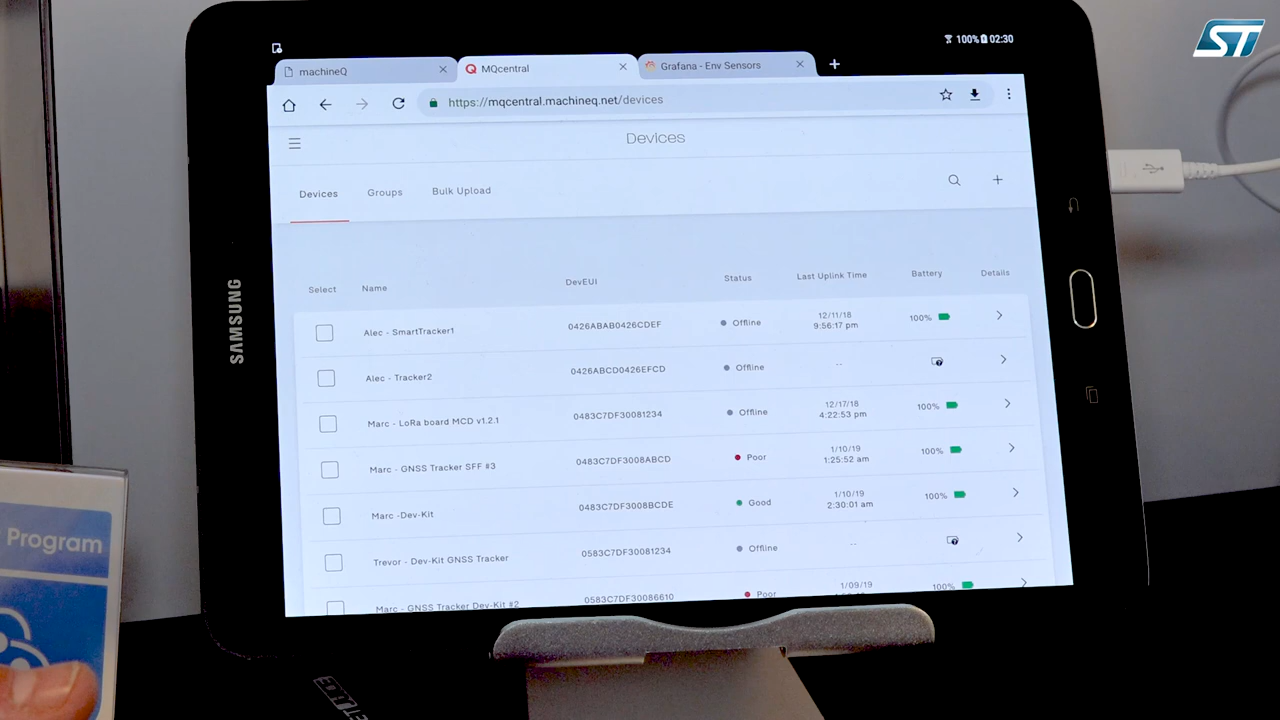 ST
100% 02:30
machineQ
MQcentral
Grafana - Env Sensors
https://mqcentral.machineq.net/devices
Devices
Devices Groups Bulk Upload
Select Name DevEUI Status Last Uplink Time Battery Details
Alec - SmartTracker1 0426ABAB0426CDEF Offline 12/11/18 9:56:17 pm 100%
Alec - Tracker2 0426ABCD0426EFCD Offline --
Marc - LoRa board MCD v1.2.1 0483C7DF30081234 Offline 12/17/18 4:22:53 pm 100%
Marc - GNSS Tracker SFF #3 0483C7DF3008ABCD Poor 1/10/19 1:25:52 am 100%
Marc -Dev-Kit 0483C7DF3008BCDE Good 1/10/19 2:30:01 am 100%
Trevor - Dev-Kit GNSS Tracker 0583C7DF30081234 Offline --
Marc - GNSS Tracker Dev-Kit #2 0583C7DF30086610 Poor 1/09/19 100%
SAMSUNG
Program